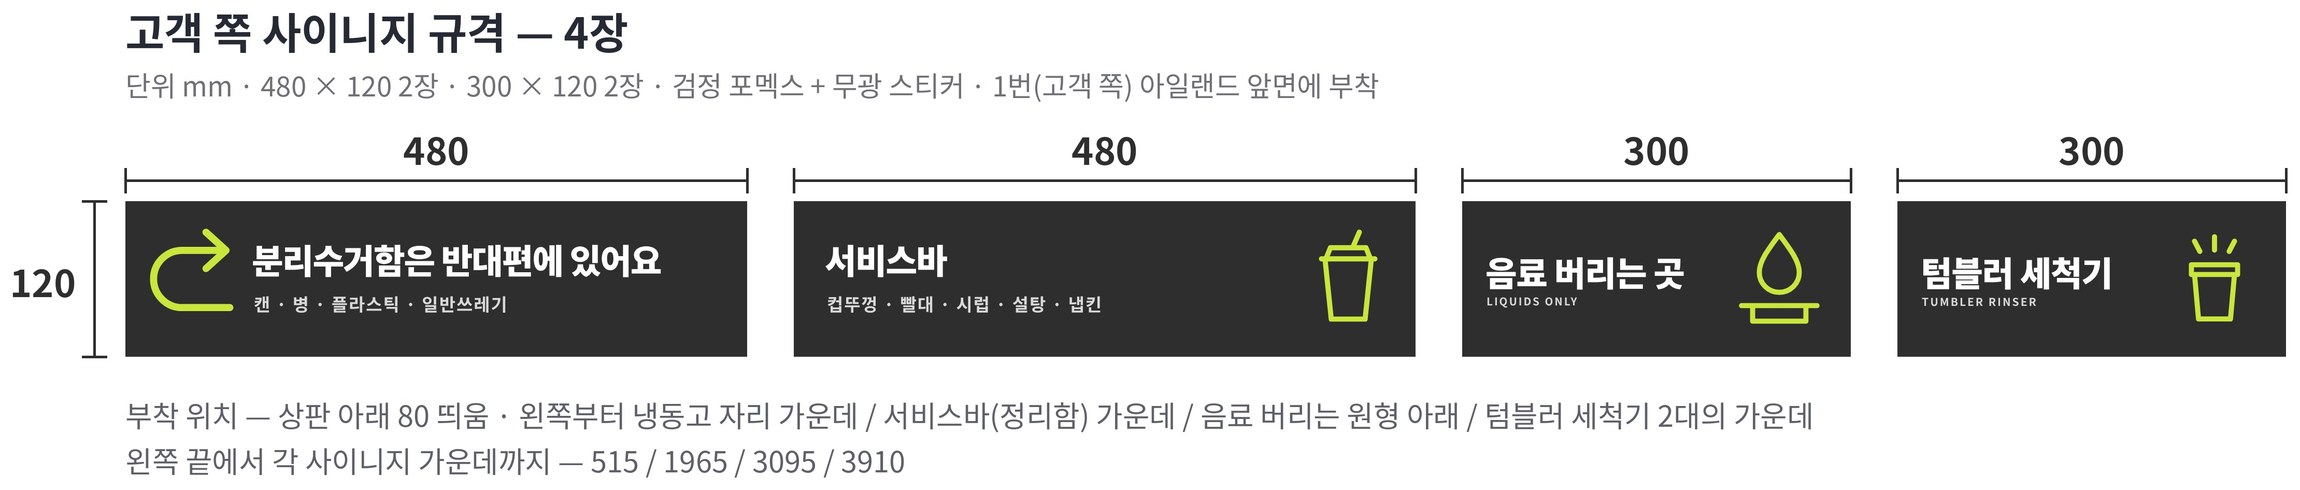 고객 쪽 사이니지 규격 — 4장
단위 mm · 480 × 120 2장 · 300 × 120 2장 · 검정 포멕스 + 무광 스티커 · 1번(고객 쪽) 아일랜드 앞면에 부착
480
480
300
300
120
분리수거함은 반대편에 있어요
캔 · 병 · 플라스틱 · 일반쓰레기
서비스바
컵뚜껑 · 빨대 · 시럽 · 설탕 · 냅킨
음료 버리는 곳
LIQUIDS ONLY
텀블러 세척기
TUMBLER RINSER
부착 위치 — 상판 아래 80 띄움 · 왼쪽부터 냉동고 자리 가운데 / 서비스바(정리함) 가운데 / 음료 버리는 원형 아래 / 텀블러 세척기 2대의 가운데
왼쪽 끝에서 각 사이니지 가운데까지 — 515 / 1965 / 3095 / 3910